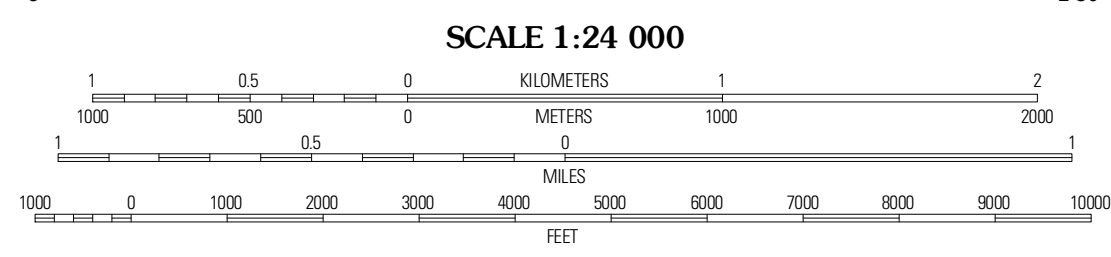 SCALE 1:24 000
1 0.5 0 KILOMETERS 1 2
1000 500 0 METERS 1000 2000
1 0.5 0 1
MILES
1000 0 1000 2000 3000 4000 5000 6000 7000 8000 9000 10000
FEET